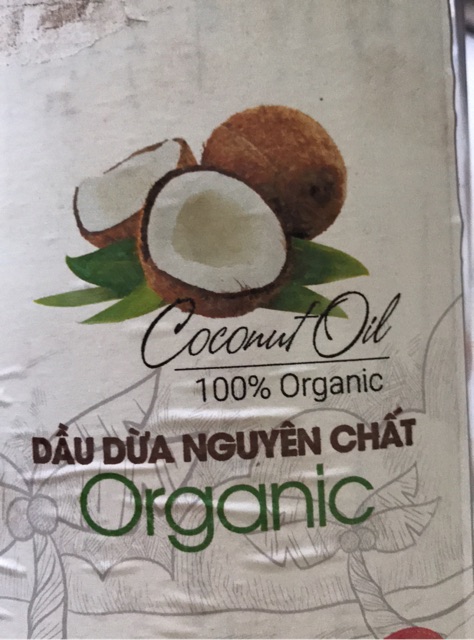 Coconut Oil
100% Organic
DẦU DỪA NGUYÊN CHẤT
Organic